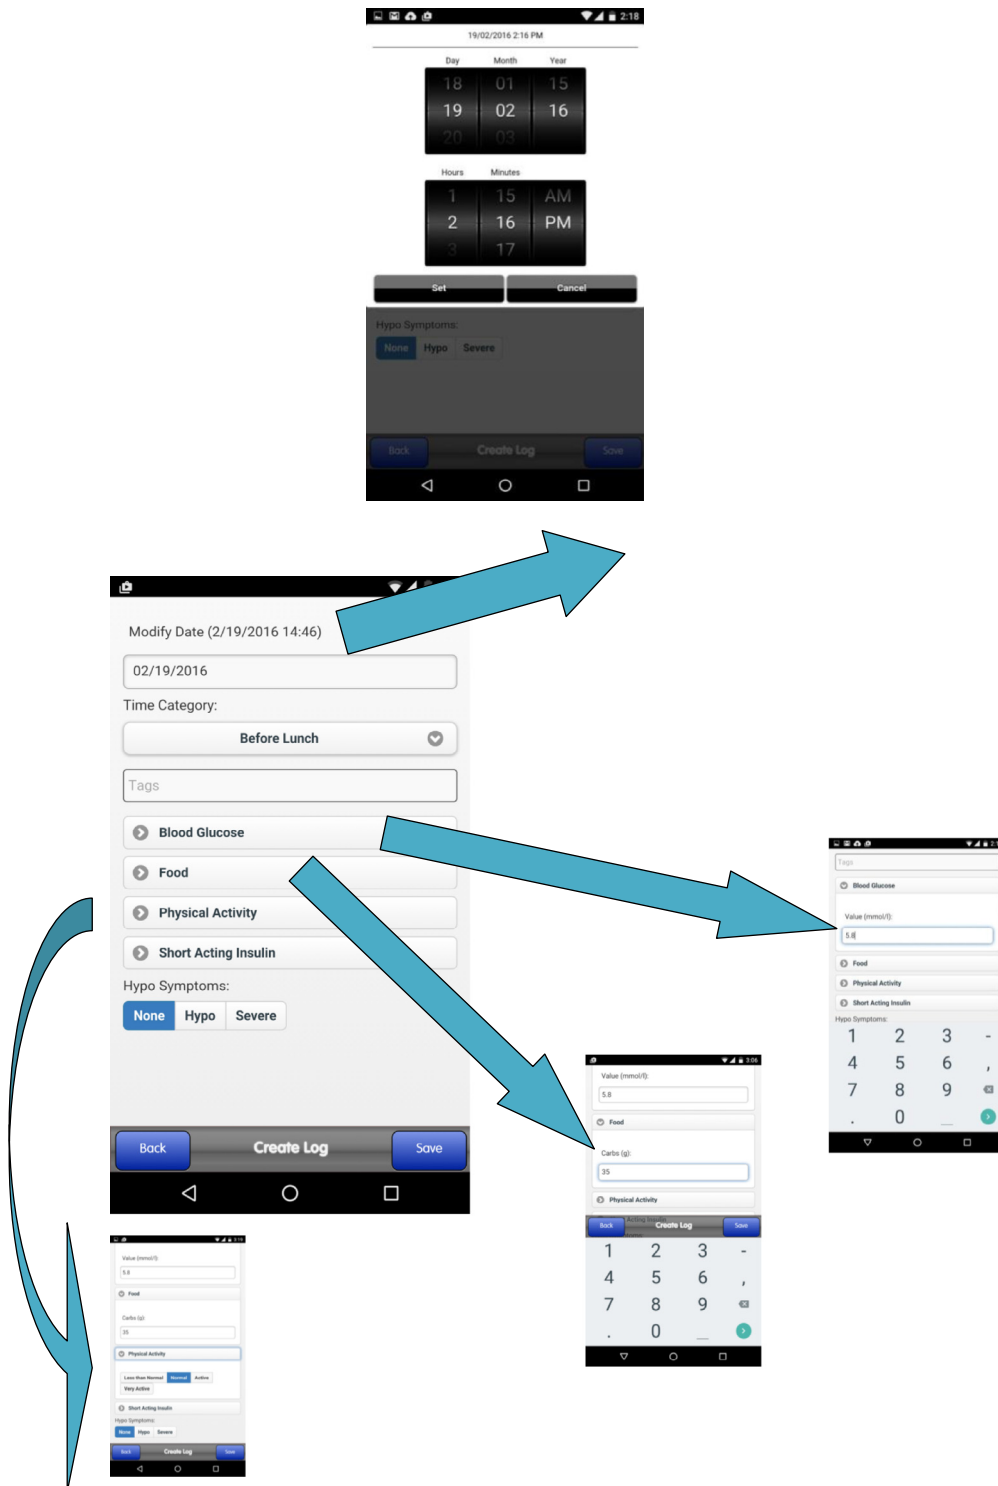 2:18
19/02/2016 2:16 PM
Day Month Year
18 01 15
19 02 16
20 03
Hours Minutes
1 15 AM
2 16 PM
3 17
Set Cancel
Hypo Symptoms:
None Hypo Severe
Back Create Log Save
Modify Date (2/19/2016 14:46)
02/19/2016
Time Category:
Before Lunch
Tags
Blood Glucose
Food
Physical Activity
Short Acting Insulin
Hypo Symptoms:
None Hypo Severe
Back Create Log Save
Tags
Blood Glucose
Value (mmol/l):
5.8
Food
Physical Activity
Short Acting Insulin
Hypo Symptoms:
1 2 3 -
4 5 6 ,
7 8 9
. 0 _
3:06
Value (mmol/l):
5.8
Food
Carbs (g):
35
Physical Activity
Acting Insulin
Back Create Log Save
1 2 3 -
4 5 6 ,
7 8 9
. 0 _
Value (mmol/l):
5.8
Food
Carbs (g):
35
Physical Activity
Less than Normal Normal Active
Very Active
Short Acting Insulin
Hypo Symptoms:
None Hypo Severe
Back Create Log Save